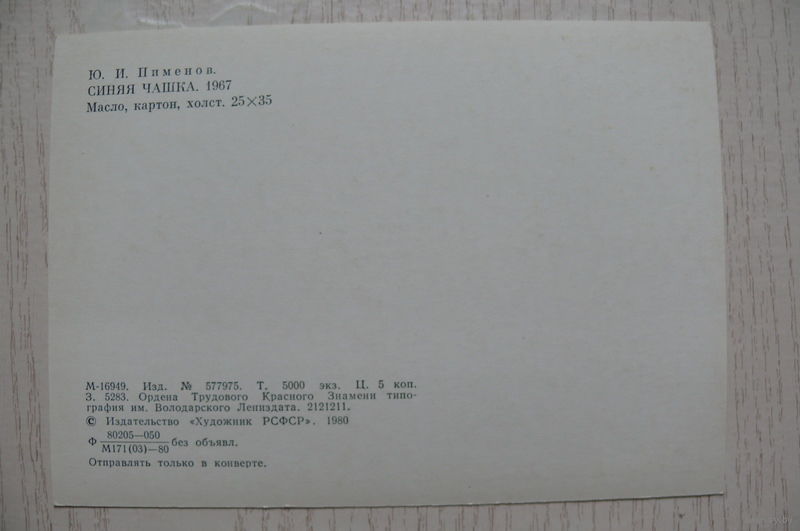 Ю. И. Пименов.
СИНЯЯ ЧАШКА. 1967
Масло, картон, холст. 25×35
М-16949. Изд. № 577975. Т. 5000 экз. Ц. 5 коп.
З. 5283. Ордена Трудового Красного Знамени типо-
графия им. Володарского Лениздата. 2121211.
© Издательство «Художник РСФСР». 1980
Ф 80205—050 / М171(03)—80 без объявл.
Отправлять только в конверте.